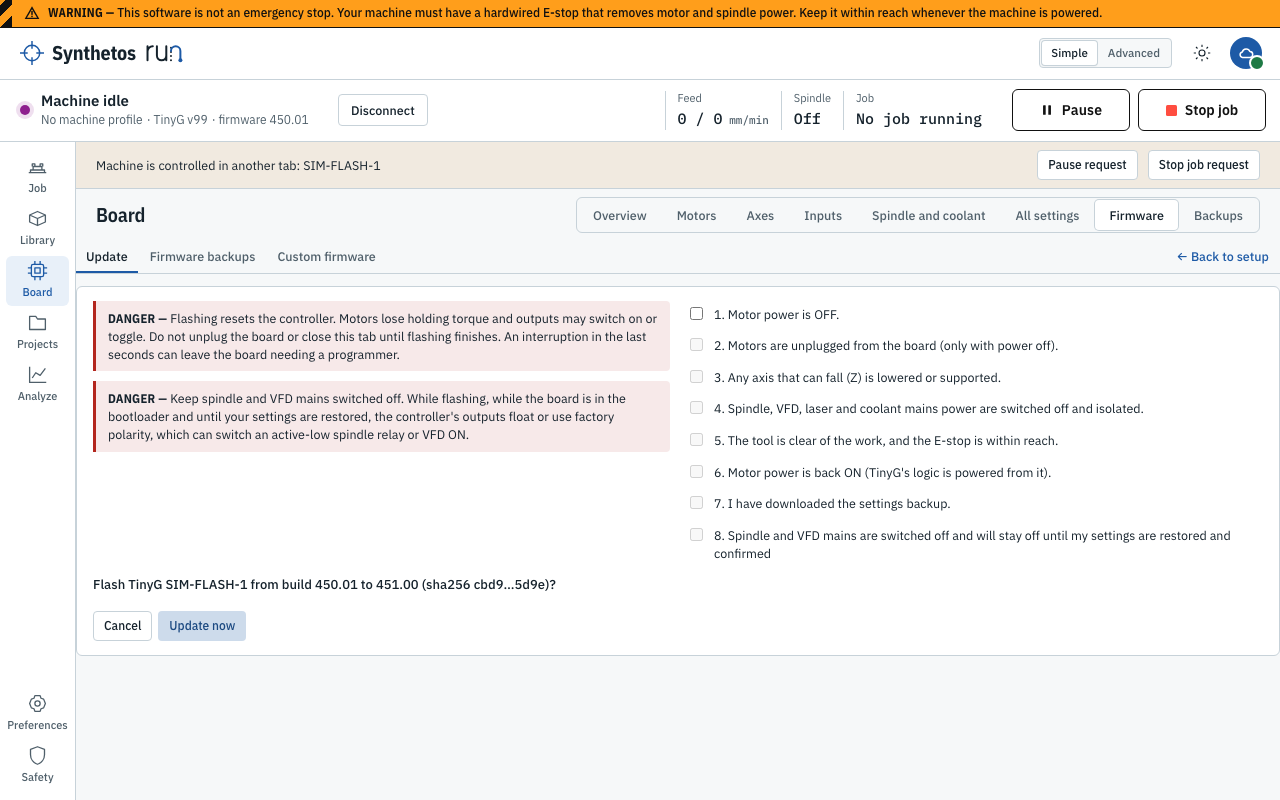 WARNING — This software is not an emergency stop. Your machine must have a hardwired E-stop that removes motor and spindle power. Keep it within reach whenever the machine is powered.
Synthetos run
Simple
Advanced
Machine idle
No machine profile · TinyG v99 · firmware 450.01
Disconnect
Feed
0 / 0 mm/min
Spindle
Off
Job
No job running
Pause
Stop job
Machine is controlled in another tab: SIM-FLASH-1
Pause request
Stop job request
Job
Library
Board
Projects
Analyze
Preferences
Safety
Board
Overview
Motors
Axes
Inputs
Spindle and coolant
All settings
Firmware
Backups
Update
Firmware backups
Custom firmware
← Back to setup
DANGER — Flashing resets the controller. Motors lose holding torque and outputs may switch on or
toggle. Do not unplug the board or close this tab until flashing finishes. An interruption in the last
seconds can leave the board needing a programmer.
DANGER — Keep spindle and VFD mains switched off. While flashing, while the board is in the
bootloader and until your settings are restored, the controller's outputs float or use factory
polarity, which can switch an active-low spindle relay or VFD ON.
1. Motor power is OFF.
2. Motors are unplugged from the board (only with power off).
3. Any axis that can fall (Z) is lowered or supported.
4. Spindle, VFD, laser and coolant mains power are switched off and isolated.
5. The tool is clear of the work, and the E-stop is within reach.
6. Motor power is back ON (TinyG's logic is powered from it).
7. I have downloaded the settings backup.
8. Spindle and VFD mains are switched off and will stay off until my settings are restored and
confirmed
Flash TinyG SIM-FLASH-1 from build 450.01 to 451.00 (sha256 cbd9…5d9e)?
Cancel
Update now